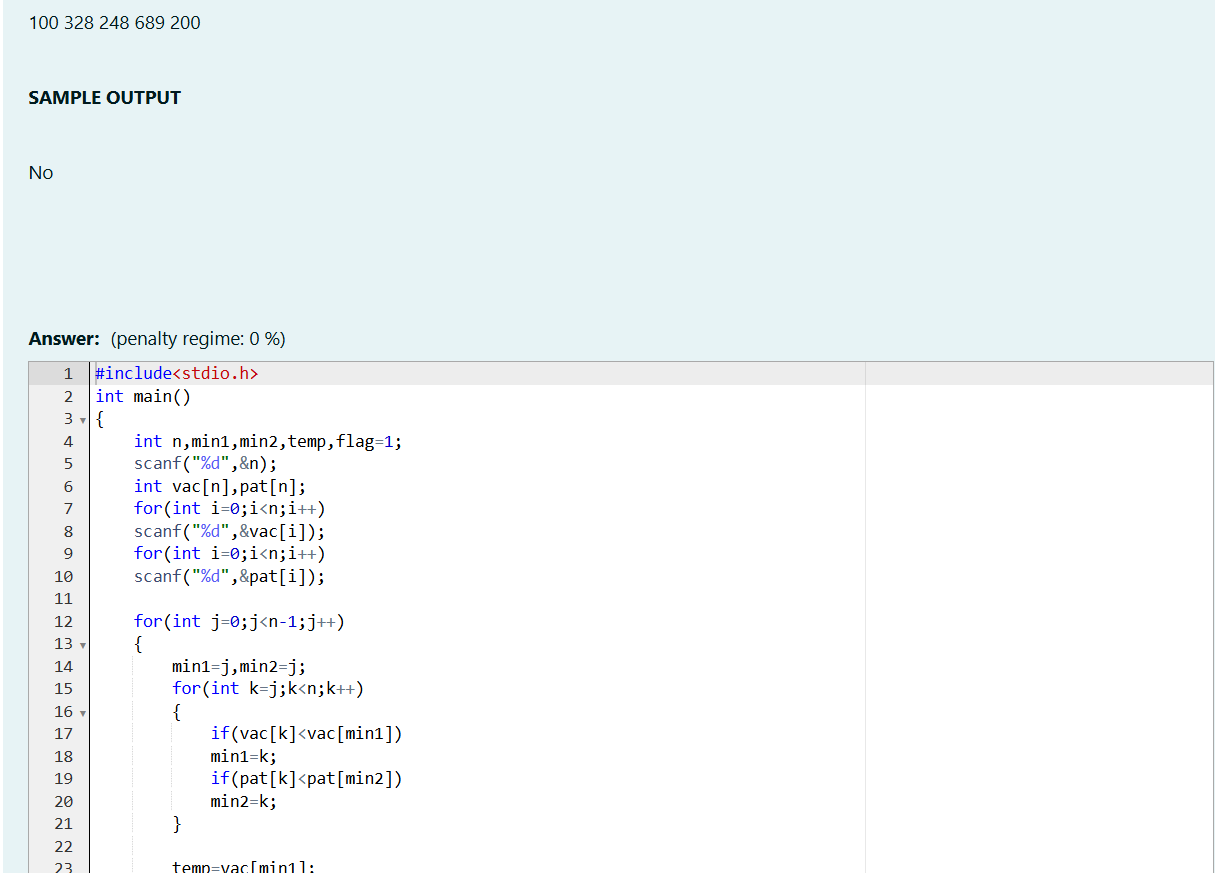 100 328 248 689 200
SAMPLE OUTPUT
No
Answer: (penalty regime: 0 %)
1 #include<stdio.h>
2 int main()
3 {
4 int n,min1,min2,temp,flag=1;
5 scanf("%d",&n);
6 int vac[n],pat[n];
7 for(int i=0;i<n;i++)
8 scanf("%d",&vac[i]);
9 for(int i=0;i<n;i++)
10 scanf("%d",&pat[i]);
11
12 for(int j=0;j<n-1;j++)
13 {
14 min1=j,min2=j;
15 for(int k=j;k<n;k++)
16 {
17 if(vac[k]<vac[min1])
18 min1=k;
19 if(pat[k]<pat[min2])
20 min2=k;
21 }
22
23 temp=vac[min1];